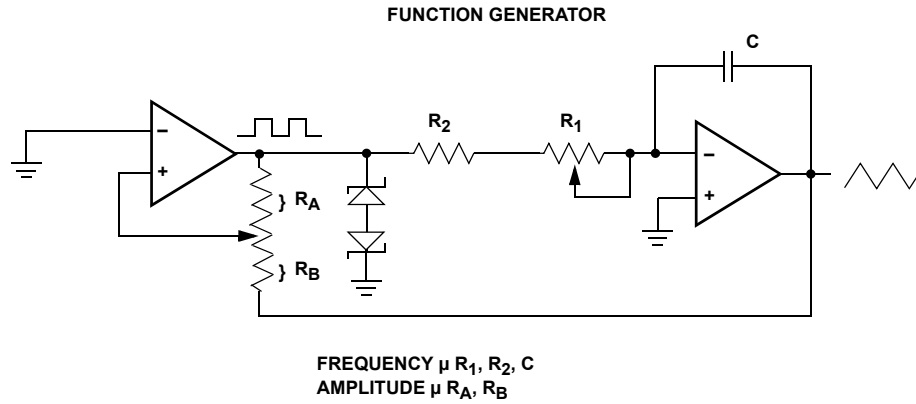 FUNCTION GENERATOR
C
R2
R1
−
+
} RA
} RB
−
+
FREQUENCY µ R1, R2, C
AMPLITUDE µ RA, RB